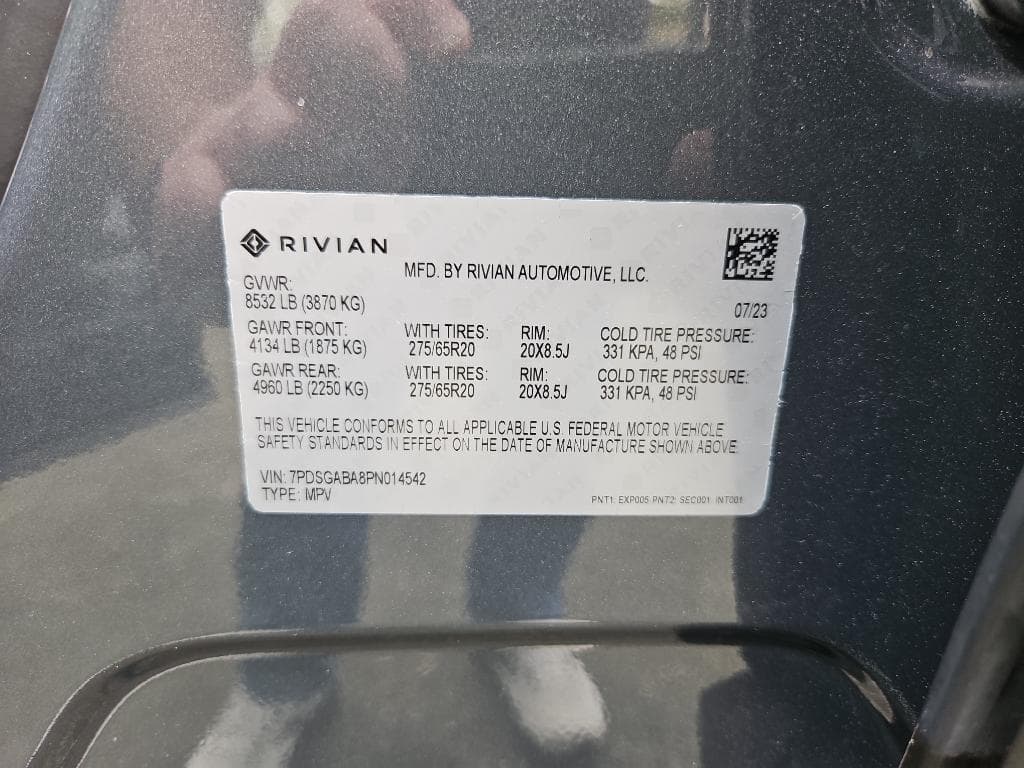 RIVIAN
MFD. BY RIVIAN AUTOMOTIVE, LLC.
GVWR:
8532 LB (3870 KG)
07/23
GAWR FRONT: WITH TIRES: RIM: COLD TIRE PRESSURE:
4134 LB (1875 KG) 275/65R20 20X8.5J 331 KPA, 48 PSI
GAWR REAR: WITH TIRES: RIM: COLD TIRE PRESSURE:
4960 LB (2250 KG) 275/65R20 20X8.5J 331 KPA, 48 PSI
THIS VEHICLE CONFORMS TO ALL APPLICABLE U.S. FEDERAL MOTOR VEHICLE
SAFETY STANDARDS IN EFFECT ON THE DATE OF MANUFACTURE SHOWN ABOVE.
VIN: 7PDSGABA8PN014542
TYPE: MPV
PNT1: EXP005 PNT2: SEC001 INT001